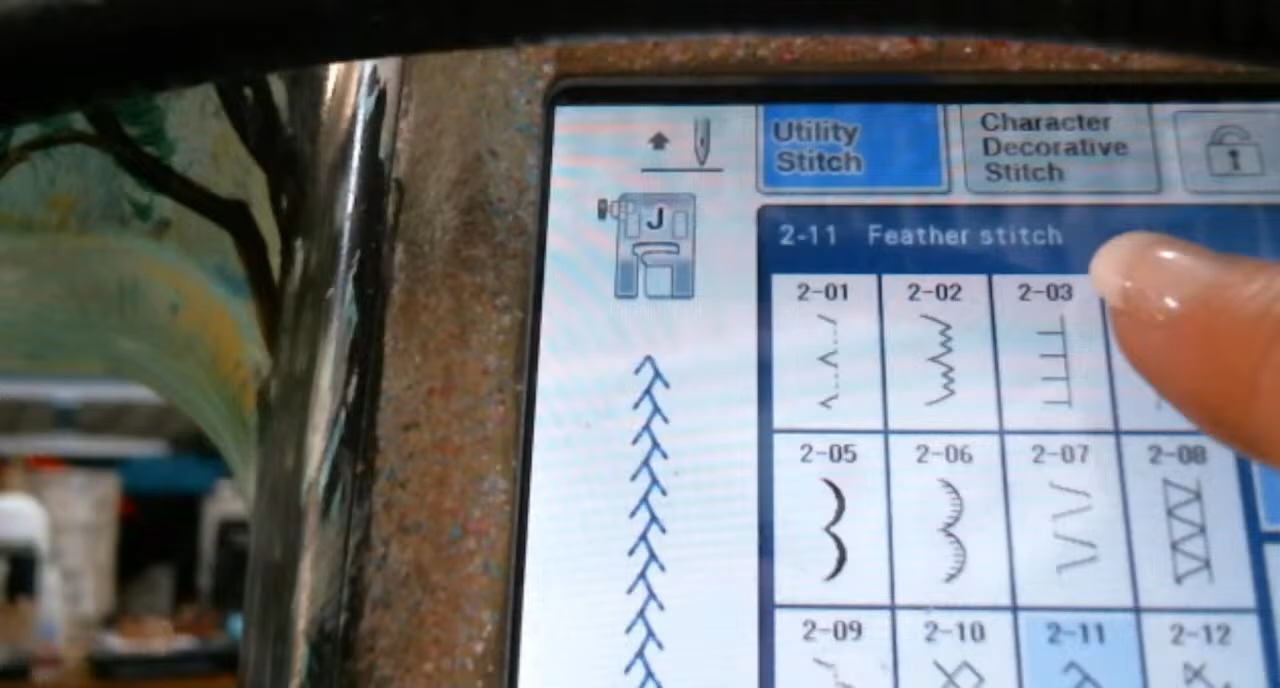 Utility
Stitch
Character
Decorative
Stitch
J
2-11 Feather stitch
2-01 2-02 2-03
2-05 2-06 2-07 2-08
2-09 2-10 2-11 2-12